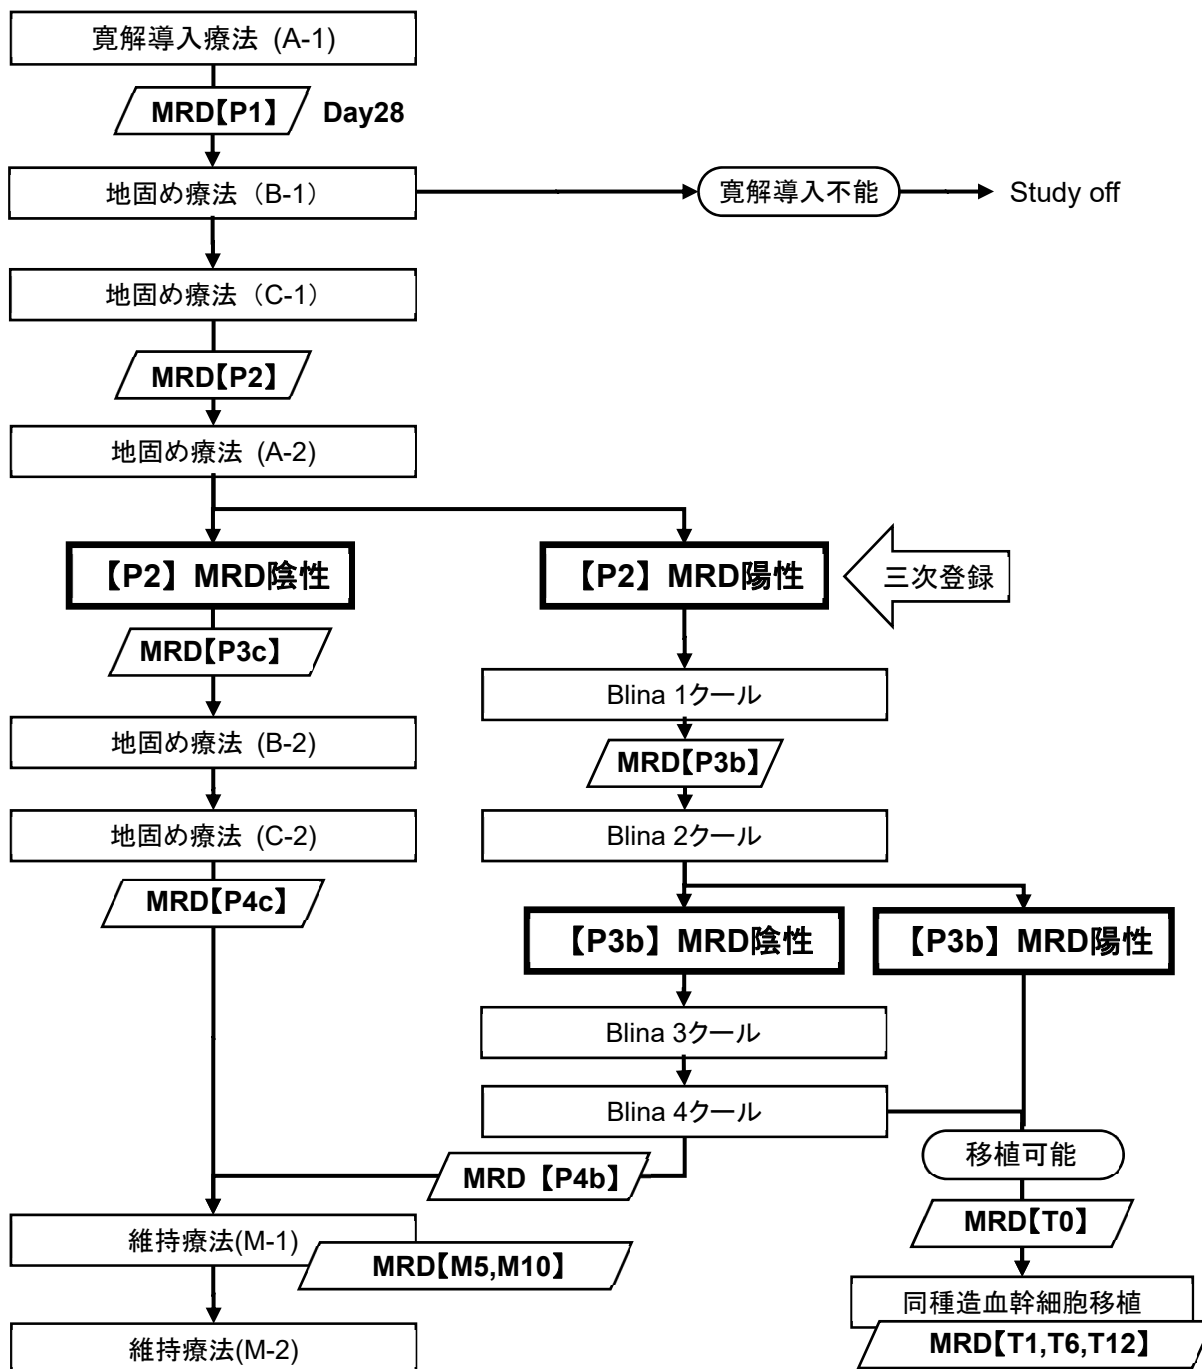 寛解導入療法 (A-1)
MRD【P1】 Day28
地固め療法（B-1）
寛解導入不能
Study off
地固め療法（C-1）
MRD【P2】
地固め療法 (A-2)
【P2】MRD陰性
【P2】MRD陽性
三次登録
MRD【P3c】
Blina 1クール
地固め療法 (B-2)
MRD【P3b】
地固め療法 (C-2)
Blina 2クール
MRD【P4c】
【P3b】MRD陰性
【P3b】MRD陽性
Blina 3クール
Blina 4クール
移植可能
MRD【P4b】
MRD【T0】
維持療法(M-1)
MRD【M5,M10】
同種造血幹細胞移植
MRD【T1,T6,T12】
維持療法(M-2)